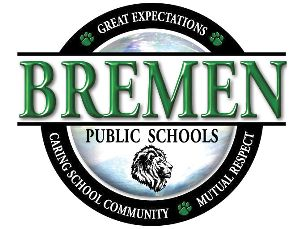 GREAT EXPECTATIONS
BREMEN
PUBLIC SCHOOLS
CARING SCHOOL COMMUNITY
MUTUAL RESPECT